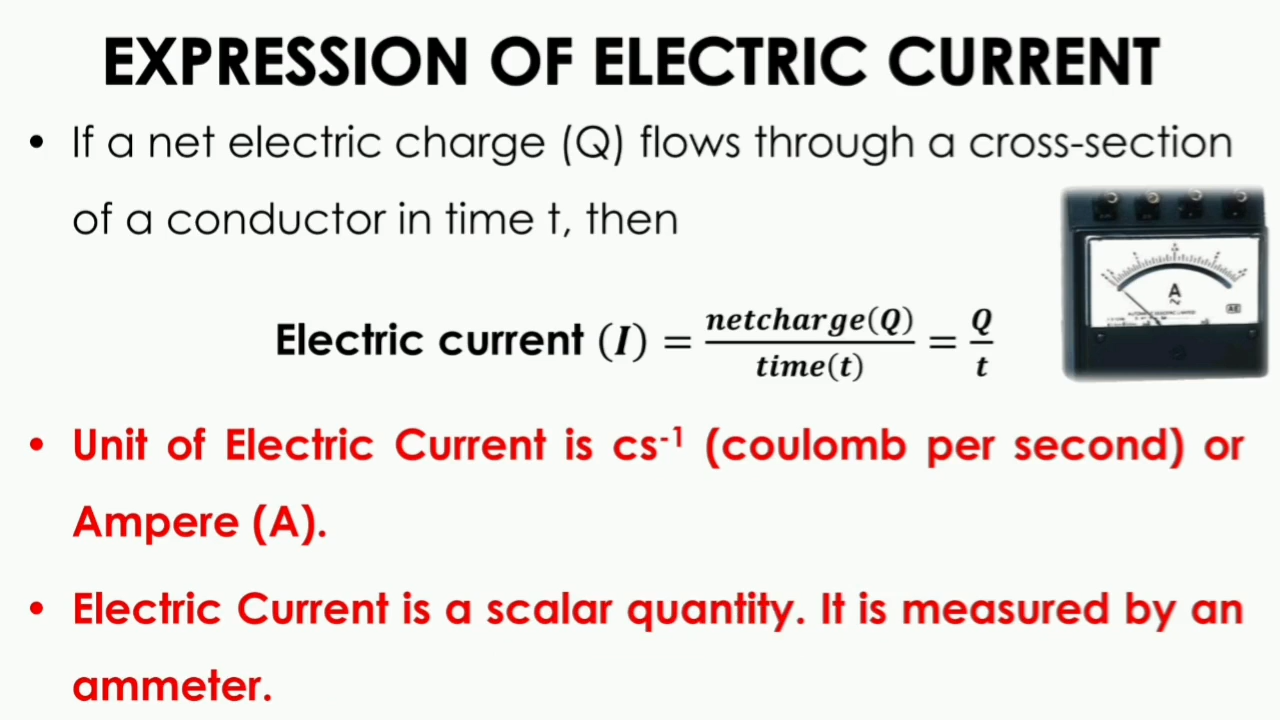 EXPRESSION OF ELECTRIC CURRENT
• If a net electric charge (Q) flows through a cross-section
of a conductor in time t, then
Electric current (I) = netcharge(Q)/time(t) = Q/t
A
• Unit of Electric Current is cs⁻¹ (coulomb per second) or
Ampere (A).
• Electric Current is a scalar quantity. It is measured by an
ammeter.